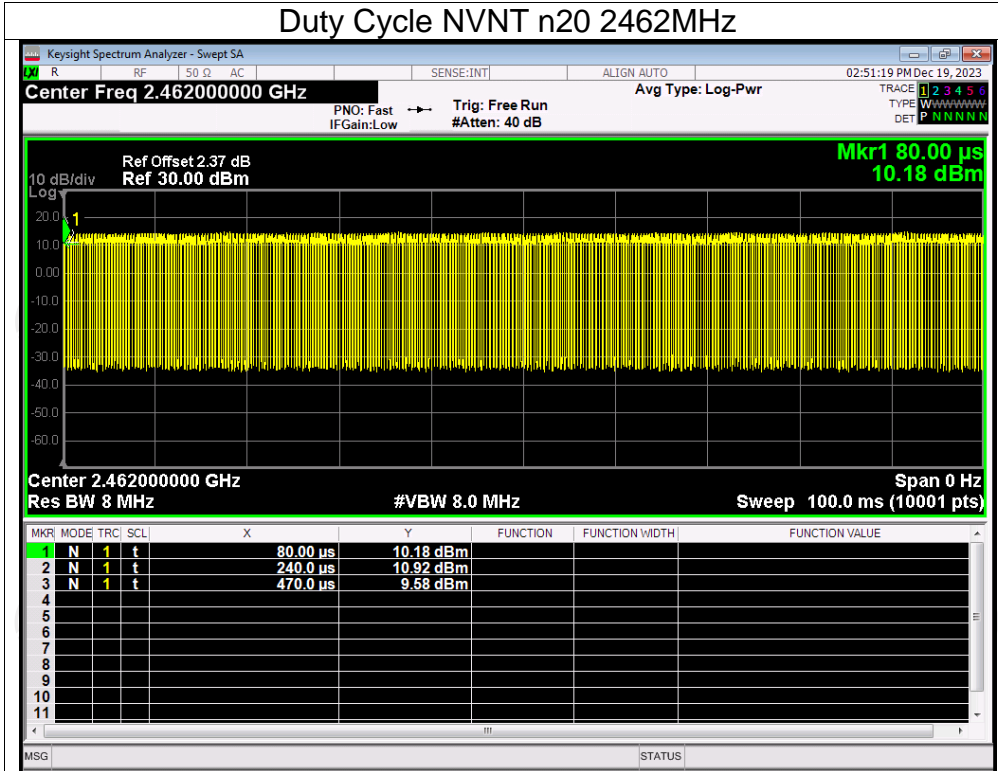 Duty Cycle NVNT n20 2462MHz
Keysight Spectrum Analyzer - Swept SA
LXI R RF 50 Ω AC SENSE:INT ALIGN AUTO 02:51:19 PM Dec 19, 2023
Center Freq 2.462000000 GHz
PNO: Fast
IFGain:Low
Trig: Free Run
#Atten: 40 dB
Avg Type: Log-Pwr
TRACE 1 2 3 4 5 6
TYPE W
DET P N N N N N
Mkr1 80.00 µs
10.18 dBm
Ref Offset 2.37 dB
10 dB/div Ref 30.00 dBm
Log
20.0
1
10.0
0.00
-10.0
-20.0
-30.0
-40.0
-50.0
-60.0
Center 2.462000000 GHz Span 0 Hz
Res BW 8 MHz #VBW 8.0 MHz Sweep 100.0 ms (10001 pts)
MKR MODE TRC SCL X Y FUNCTION FUNCTION WIDTH FUNCTION VALUE
1 N 1 t 80.00 µs 10.18 dBm
2 N 1 t 240.0 µs 10.92 dBm
3 N 1 t 470.0 µs 9.58 dBm
4
5
6
7
8
9
10
11
MSG STATUS